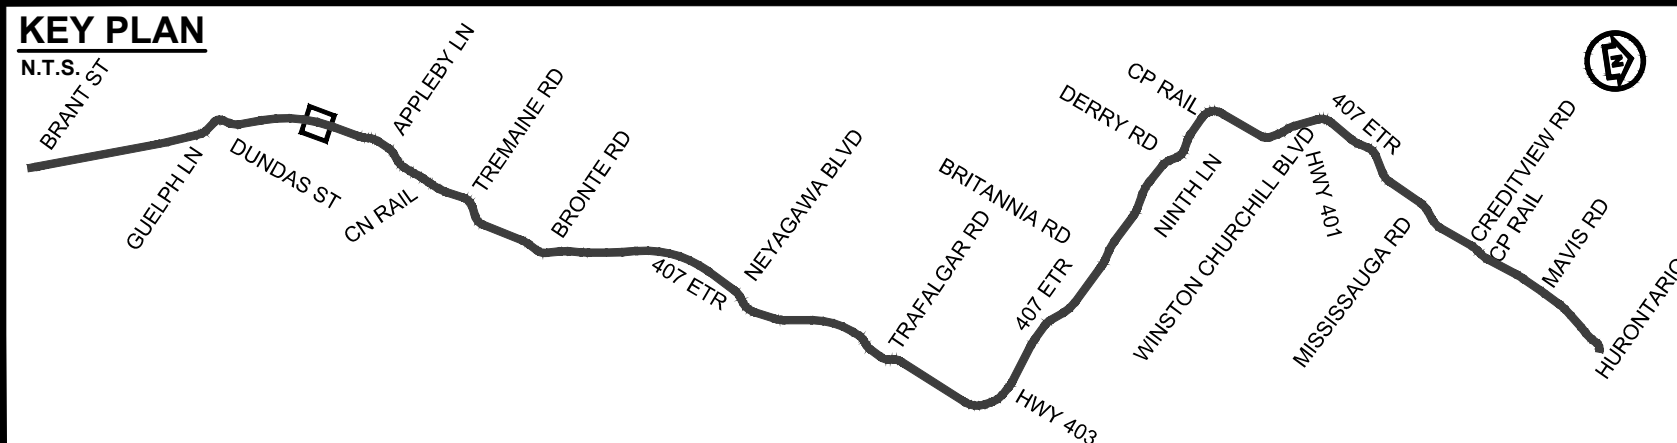 KEY PLAN
N.T.S.
BRANT ST
GUELPH LN
DUNDAS ST
APPLEBY LN
CN RAIL
TREMAINE RD
BRONTE RD
407 ETR
NEYAGAWA BLVD
TRAFALGAR RD
HWY 403
407 ETR
BRITANNIA RD
DERRY RD
CP RAIL
NINTH LN
WINSTON CHURCHILL BLVD
HWY 401
407 ETR
MISSISSAUGA RD
CREDITVIEW RD
CP RAIL
MAVIS RD
HURONTARIO
N